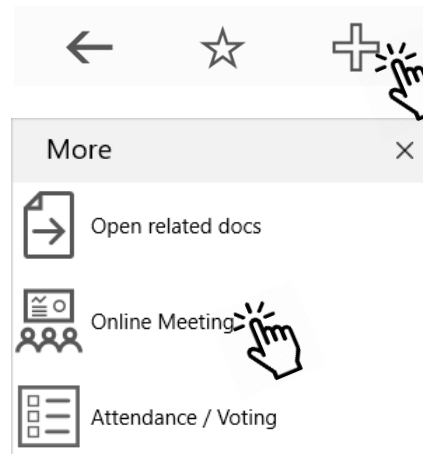 More
Open related docs
Online Meeting
Attendance / Voting